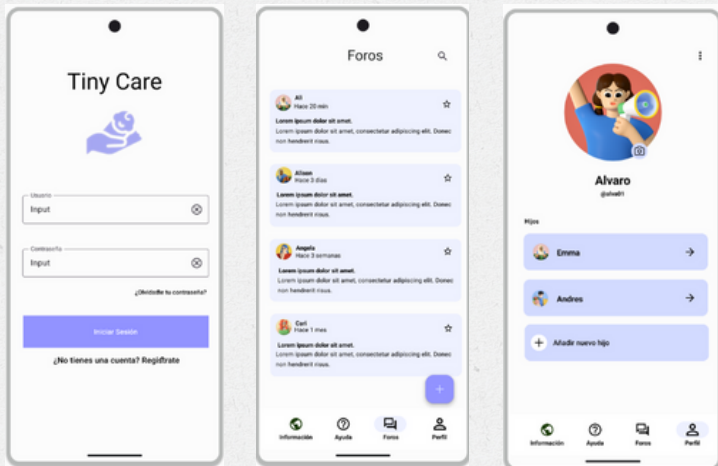 Tiny Care
Usuario
Input
Contraseña
Input
¿Olvidaste tu contraseña?
Iniciar Sesión
¿No tienes una cuenta? Regístrate
Foros
Ali
Hace 20 min
Lorem ipsum dolor sit amet.
Lorem ipsum dolor sit amet, consectetur adipiscing elit. Donec
non hendrerit risus.
Alison
Hace 3 días
Lorem ipsum dolor sit amet.
Lorem ipsum dolor sit amet, consectetur adipiscing elit. Donec
non hendrerit risus.
Angela
Hace 3 semanas
Lorem ipsum dolor sit amet.
Lorem ipsum dolor sit amet, consectetur adipiscing elit. Donec
non hendrerit risus.
Carl
Hace 1 mes
Lorem ipsum dolor sit amet.
Lorem ipsum dolor sit amet, consectetur adipiscing elit. Donec
non hendrerit risus.
+
Información Ayuda Foros Perfil
Alvaro
Hijos
Emma
Andres
+ Añadir nuevo hijo
Información Ayuda Foros Perfil